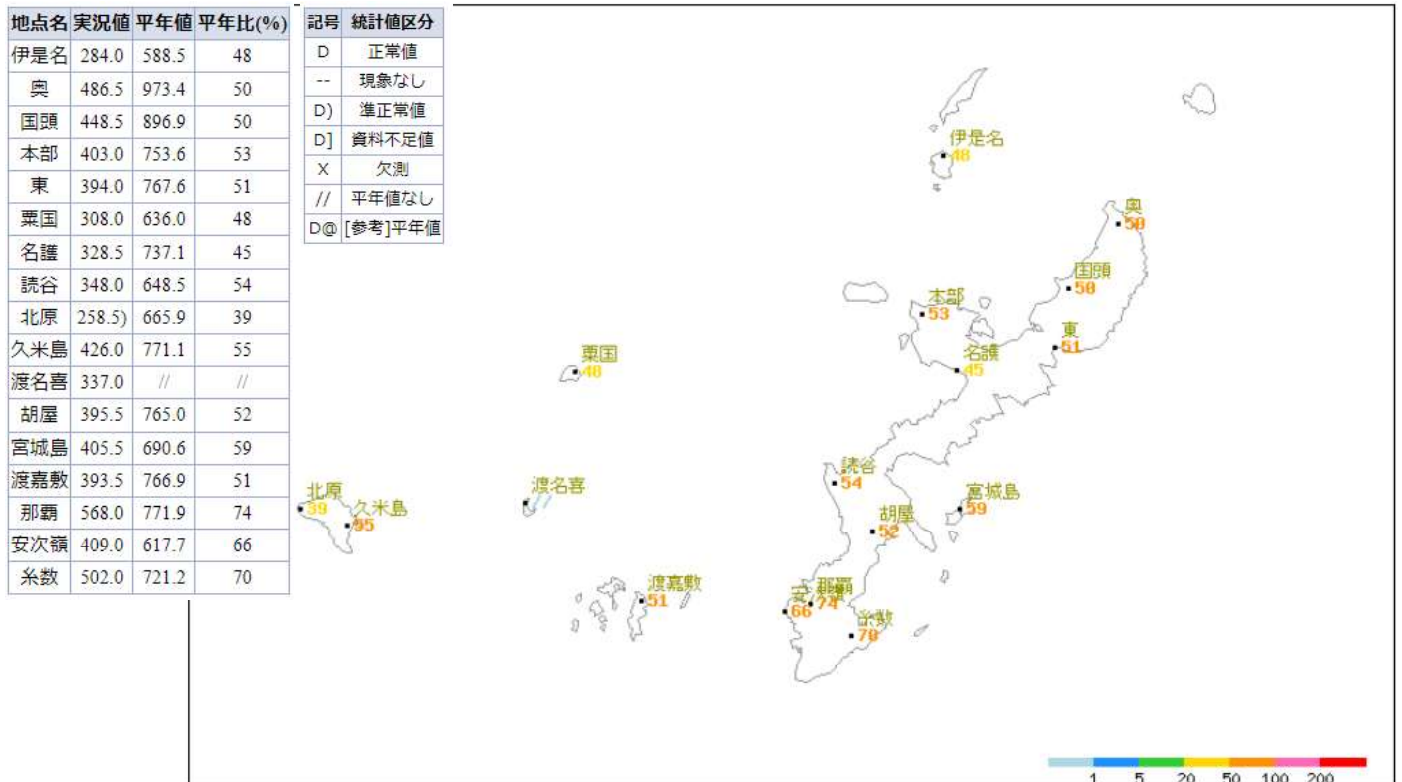 地点名 実況値 平年値 平年比(%)
伊是名 284.0 588.5 48
奥 486.5 973.4 50
国頭 448.5 896.9 50
本部 403.0 753.6 53
東 394.0 767.6 51
粟国 308.0 636.0 48
名護 328.5 737.1 45
読谷 348.0 648.5 54
北原 258.5) 665.9 39
久米島 426.0 771.1 55
渡名喜 337.0 // //
胡屋 395.5 765.0 52
宮城島 405.5 690.6 59
渡嘉敷 393.5 766.9 51
那覇 568.0 771.9 74
安次嶺 409.0 617.7 66
糸数 502.0 721.2 70
記号 統計値区分
D 正常値
-- 現象なし
D) 準正常値
D] 資料不足値
X 欠測
// 平年値なし
D@ [参考]平年値
伊是名
48
奥
50
国頭
50
本部
53
東
51
名護
45
粟国
48
読谷
54
渡名喜
宮城島
59
北原
39
久米島
55
胡屋
52
渡嘉敷
51
那覇
74
安次嶺
66
糸数
70
1 5 20 50 100 200